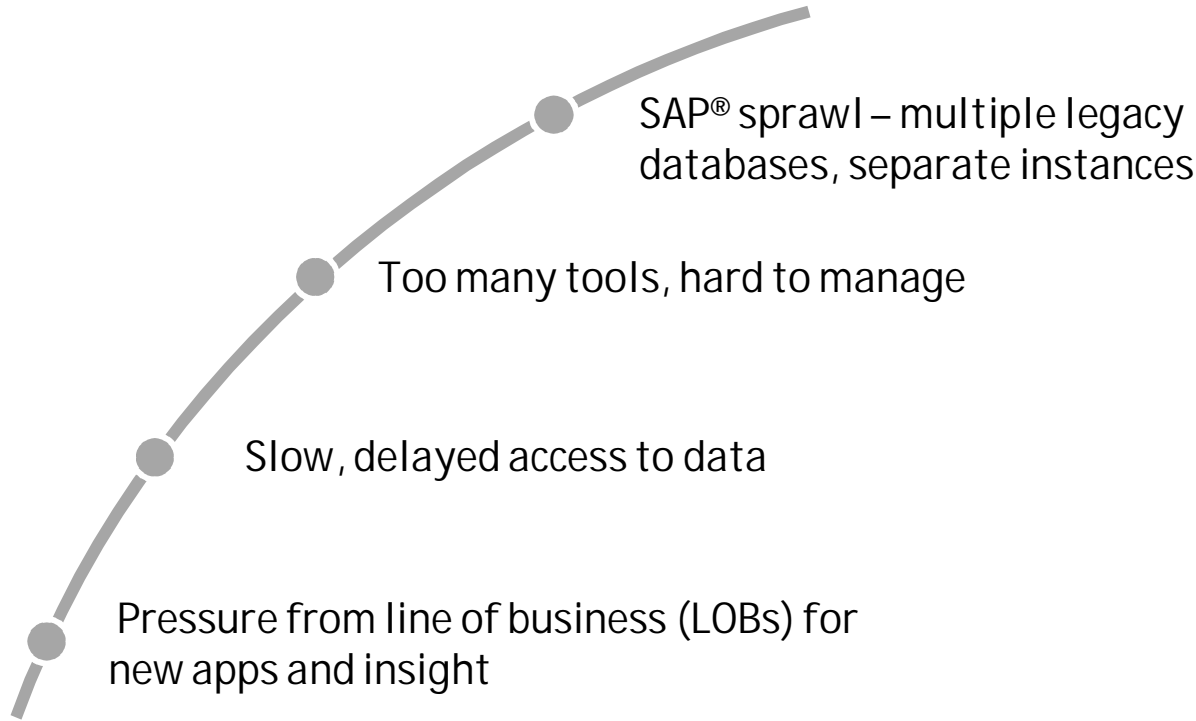 SAP® sprawl – multiple legacy
databases, separate instances
Too many tools, hard to manage
Slow, delayed access to data
Pressure from line of business (LOBs) for
new apps and insight